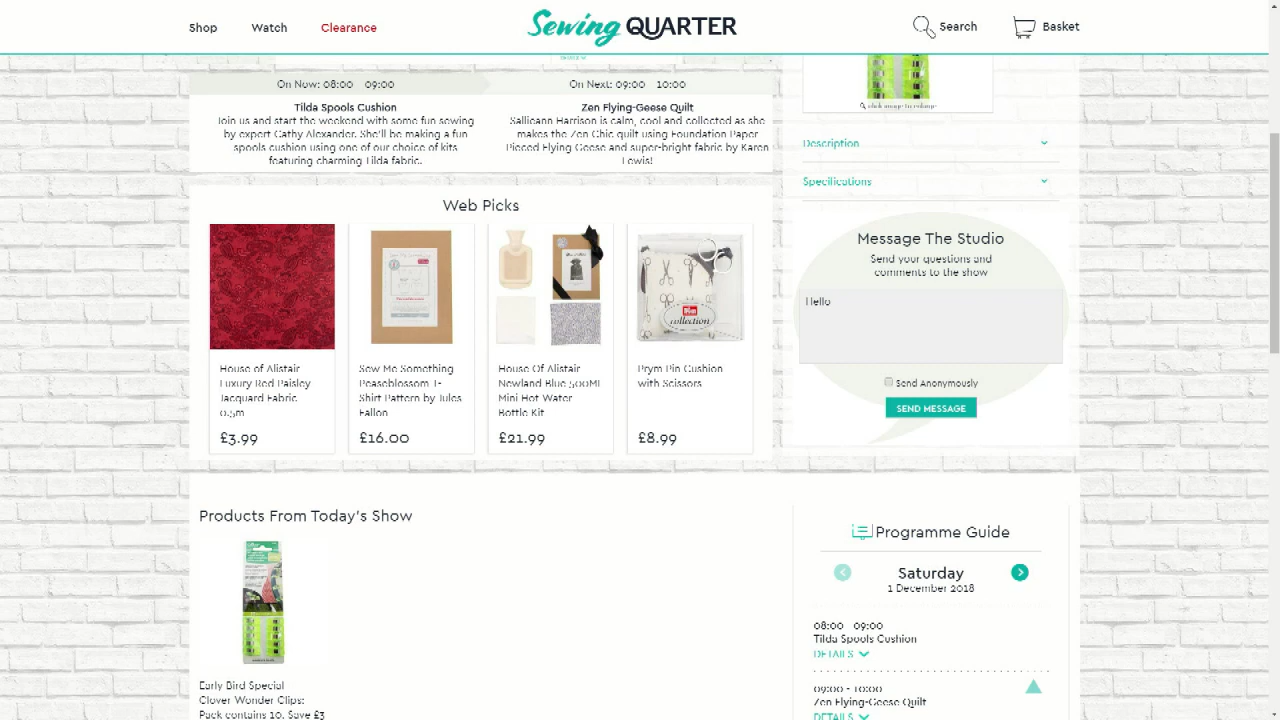 Shop
Watch
Clearance
Sewing QUARTER
Search
Basket
On Now: 08:00 09:00
On Next: 09:00 10:00
Tilda Spools Cushion
Join us and start the weekend with some fun sewing
by expert Cathy Alexander. She'll be making a fun
spools cushion using one of our choice of kits
featuring charming Tilda fabric.
Zen Flying-Geese Quilt
Sallieann Harrison is calm, cool and collected as she
makes the Zen Chic quilt using Foundation Paper
Pieced Flying Geese and super-bright fabric by Karen
Lewis!
click image to enlarge
Description
Specifications
Web Picks
House of Alistair
Luxury Red Paisley
Jacquard Fabric
0.5m
£3.99
Sew Me Something
Peaseblossom T-
Shirt Pattern by Jules
Fallon
£16.00
House Of Alistair
Newland Blue 500Ml
Mini Hot Water
Bottle Kit
£21.99
Prym
collection
Prym Pin Cushion
with Scissors
£8.99
Message The Studio
Send your questions and
comments to the show
Hello
Send Anonymously
SEND MESSAGE
Products From Today's Show
Early Bird Special
Clover Wonder Clips:
Pack contains 10. Save £3
Programme Guide
Saturday
1 December 2018
08:00 09:00
Tilda Spools Cushion
DETAILS
09:00 - 10:00
Zen Flying-Geese Quilt
DETAILS